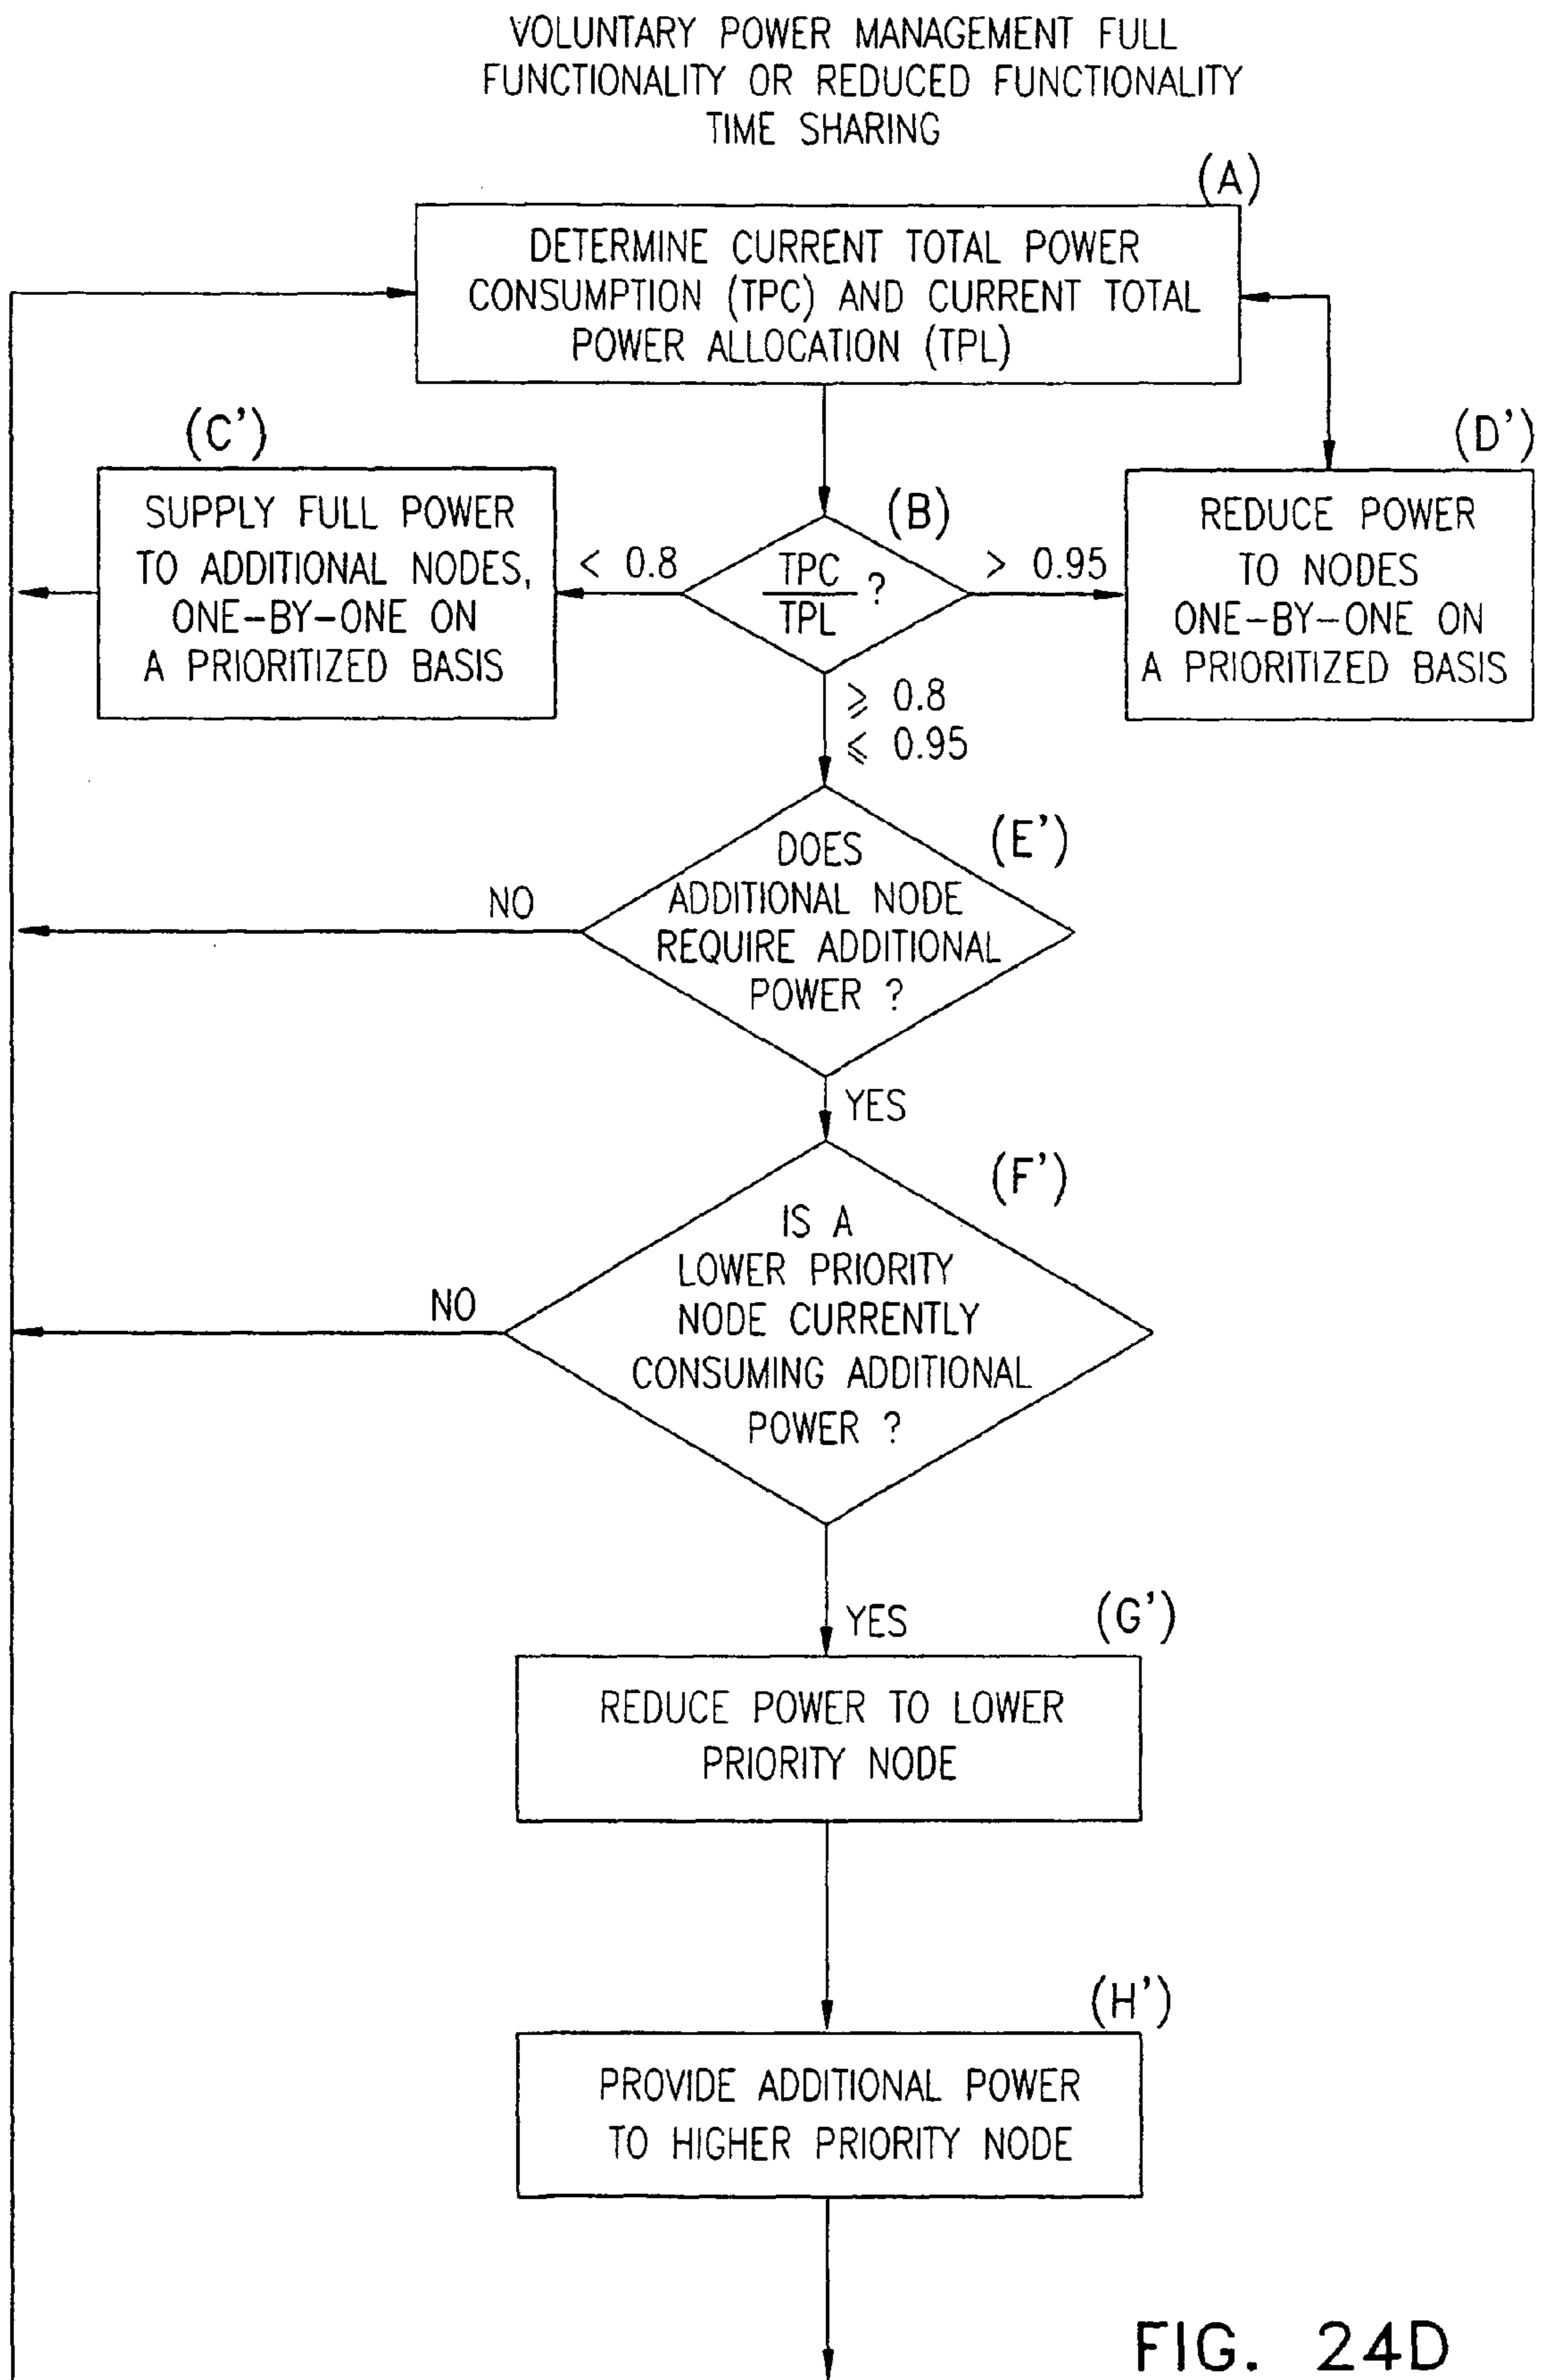 VOLUNTARY POWER MANAGEMENT FULL
FUNCTIONALITY OR REDUCED FUNCTIONALITY
TIME SHARING
(A)
DETERMINE CURRENT TOTAL POWER
CONSUMPTION (TPC) AND CURRENT TOTAL
POWER ALLOCATION (TPL)
(C')
SUPPLY FULL POWER
TO ADDITIONAL NODES,
ONE-BY-ONE ON
A PRIORITIZED BASIS
< 0.8
(B)
TPC
TPL
?
> 0.95
(D')
REDUCE POWER
TO NODES
ONE-BY-ONE ON
A PRIORITIZED BASIS
⩾ 0.8
⩽ 0.95
(E')
DOES
ADDITIONAL NODE
REQUIRE ADDITIONAL
POWER ?
NO
YES
(F')
IS A
LOWER PRIORITY
NODE CURRENTLY
CONSUMING ADDITIONAL
POWER ?
NO
YES
(G')
REDUCE POWER TO LOWER
PRIORITY NODE
(H')
PROVIDE ADDITIONAL POWER
TO HIGHER PRIORITY NODE
FIG. 24D